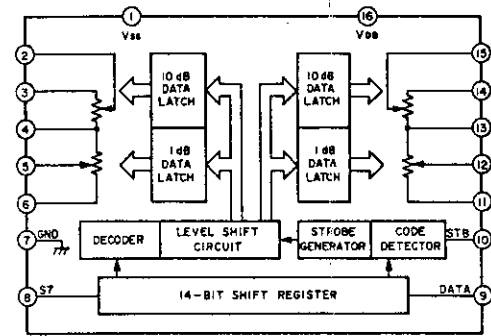 1
16
VSS
VDD
2
15
3
14
4
13
5
12
6
11
10 dB
DATA
LATCH
10 dB
DATA
LATCH
1 dB
DATA
LATCH
1 dB
DATA
LATCH
7
GND
DECODER
LEVEL SHIFT
CIRCUIT
STROBE
GENERATOR
CODE
DETECTOR
STB
10
8
14-BIT SHIFT REGISTER
DATA
9